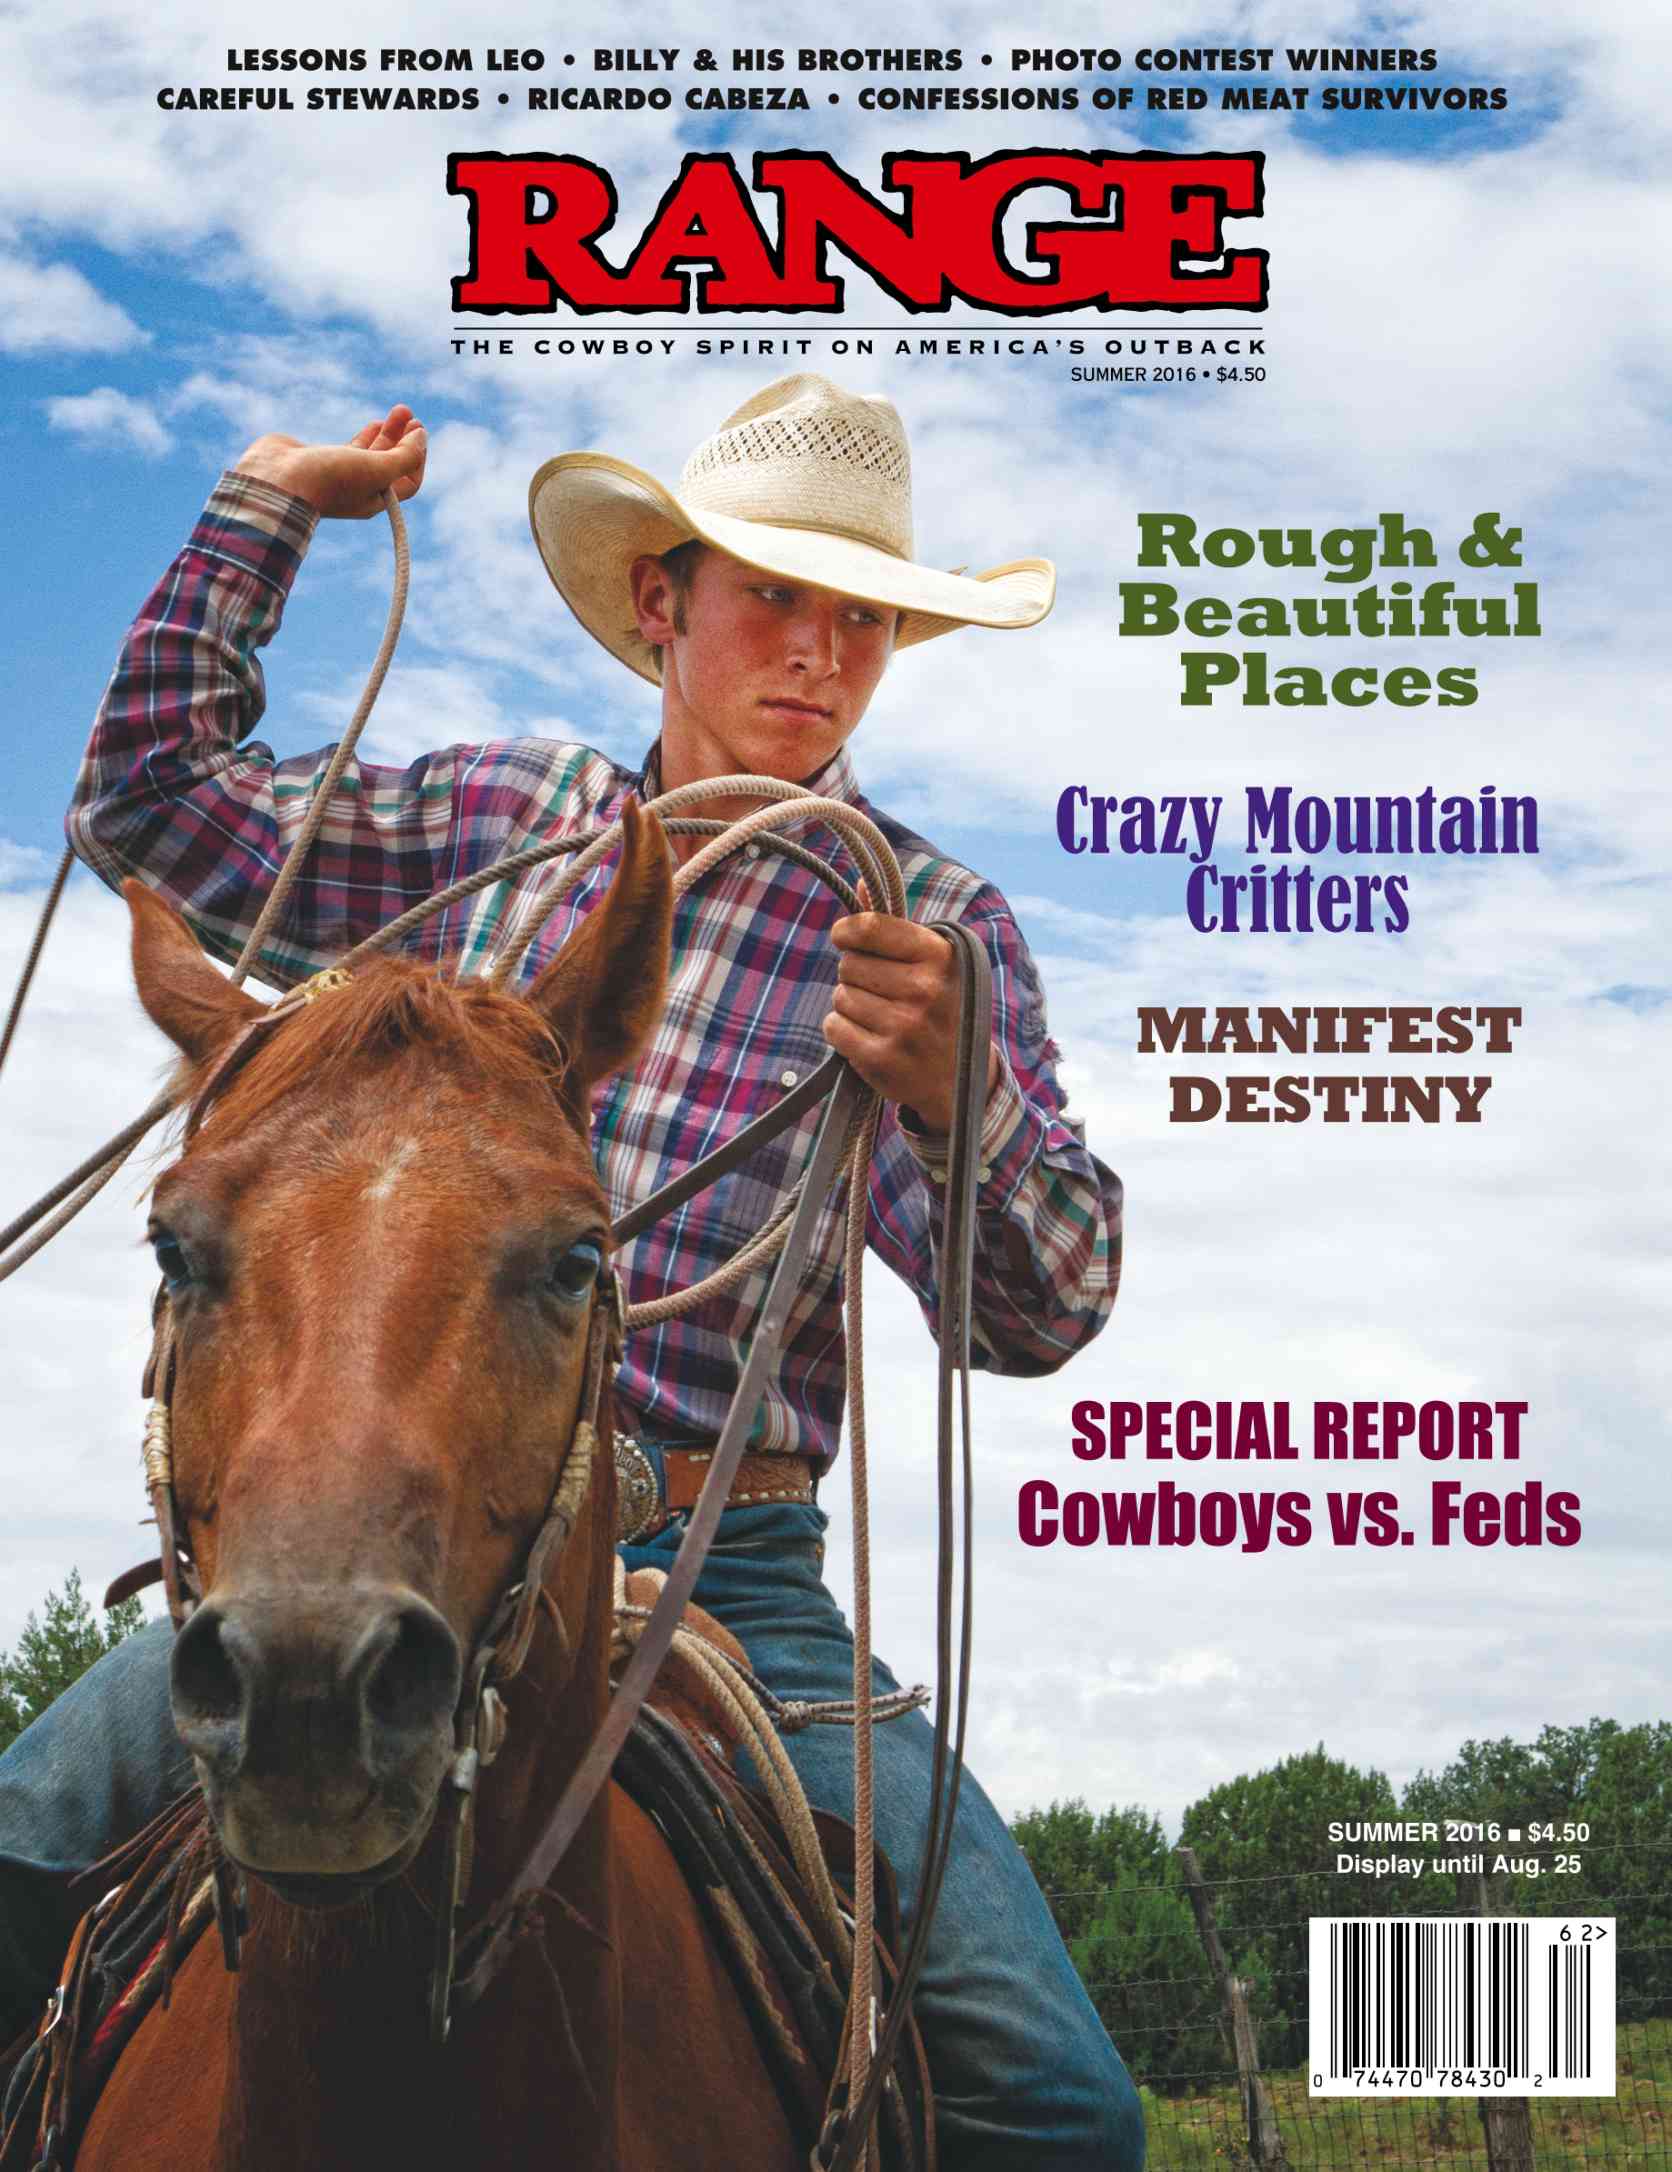 LESSONS FROM LEO • BILLY & HIS BROTHERS • PHOTO CONTEST WINNERS
CAREFUL STEWARDS • RICARDO CABEZA • CONFESSIONS OF RED MEAT SURVIVORS
RANGE
THE COWBOY SPIRIT ON AMERICA'S OUTBACK
SUMMER 2016 • $4.50
Rough &
Beautiful
Places
Crazy Mountain
Critters
MANIFEST
DESTINY
SPECIAL REPORT
Cowboys vs. Feds
SUMMER 2016 ■ $4.50
Display until Aug. 25
6 2>
0 74470 78430 2